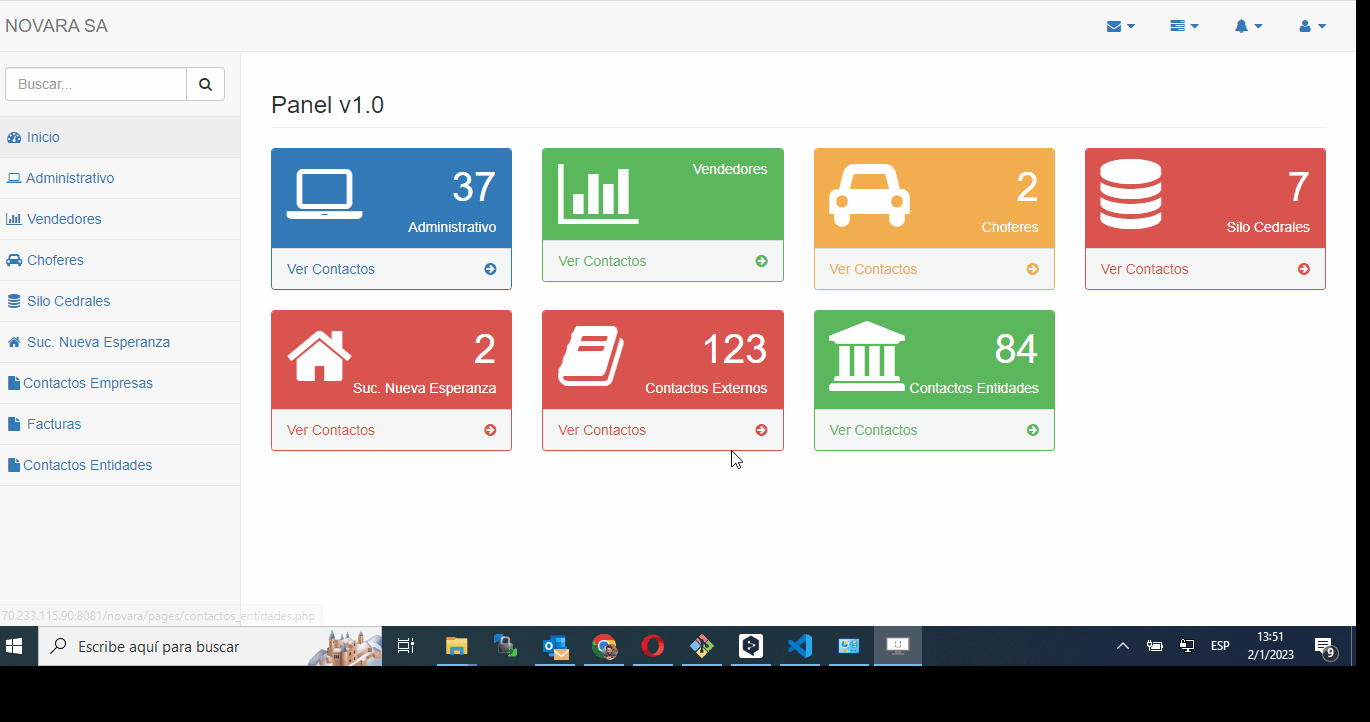 NOVARA SA
Buscar...
Inicio
Administrativo
Vendedores
Choferes
Silo Cedrales
Suc. Nueva Esperanza
Contactos Empresas
Facturas
Contactos Entidades
Panel v1.0
37
Administrativo
Ver Contactos
Vendedores
Ver Contactos
2
Choferes
Ver Contactos
7
Silo Cedrales
Ver Contactos
2
Suc. Nueva Esperanza
Ver Contactos
123
Contactos Externos
Ver Contactos
84
Contactos Entidades
Ver Contactos
70.233.115.90:8081/novara/pages/contactos_entidades.php
Escribe aquí para buscar
ESP
13:51
2/1/2023
9